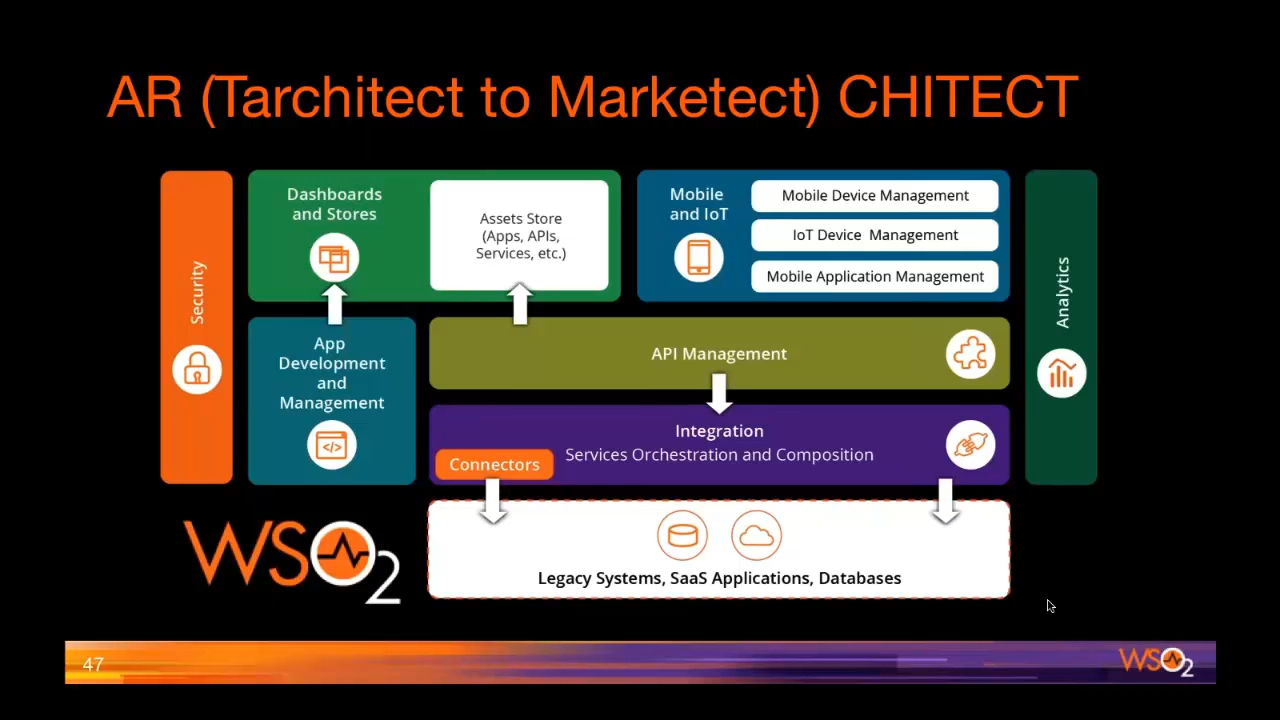 AR (Tarchitect to Marketect) CHITECT
Security
Dashboards
and Stores
Assets Store
(Apps, APIs,
Services, etc.)
Mobile
and IoT
Mobile Device Management
IoT Device Management
Mobile Application Management
Analytics
App
Development
and
Management
</>
API Management
Integration
Services Orchestration and Composition
Connectors
Legacy Systems, SaaS Applications, Databases
WSO2
47
WSO2